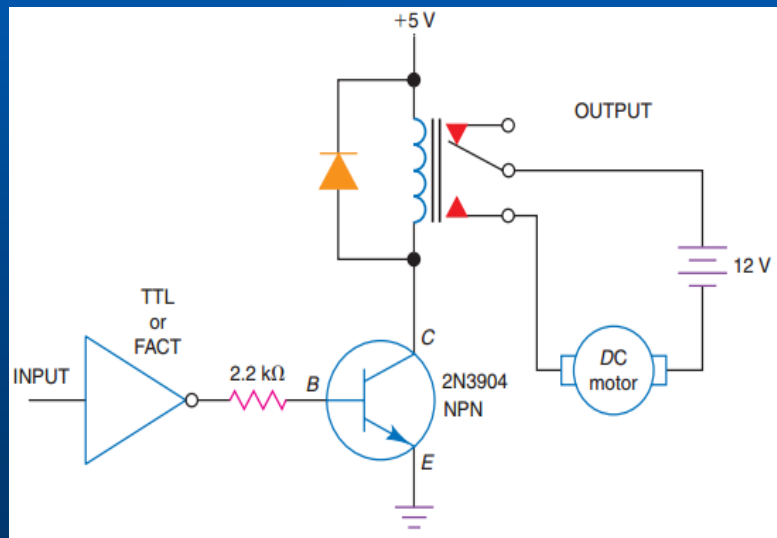 +5 V
OUTPUT
12 V
TTL
or
FACT
INPUT
2.2 kΩ
B
C
2N3904
NPN
E
DC
motor